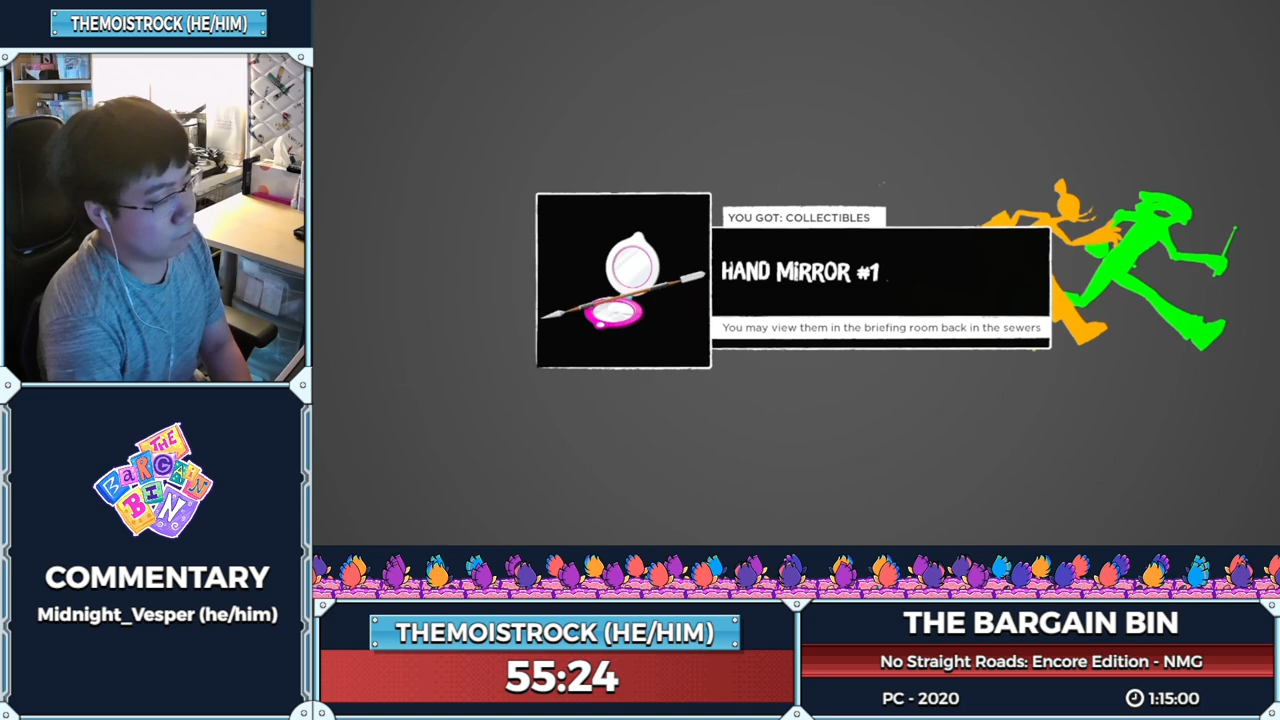 THEMOISTROCK (HE/HIM)
YOU GOT: COLLECTIBLES
HAND MIRROR #1
You may view them in the briefing room back in the sewers
THE
BARGAIN
BIN
COMMENTARY
Midnight_Vesper (he/him)
THEMOISTROCK (HE/HIM)
55:24
THE BARGAIN BIN
No Straight Roads: Encore Edition - NMG
PC - 2020
1:15:00